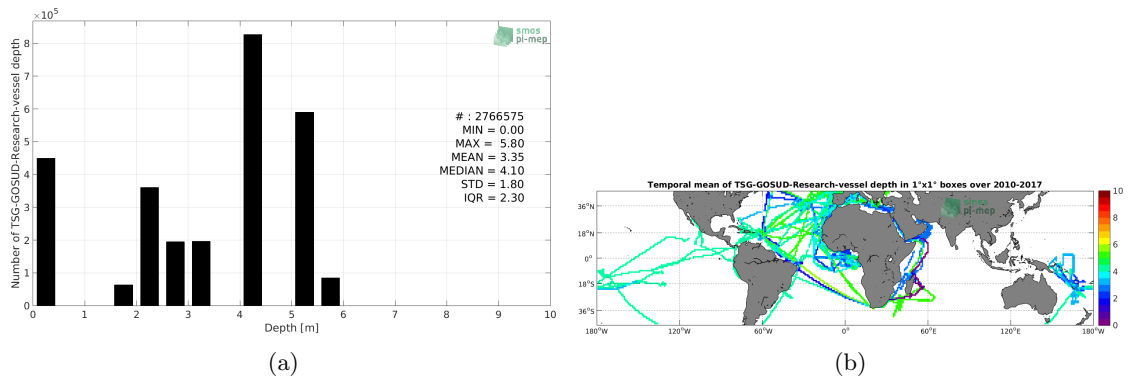 ×10⁵
smos
pi-mep
Number of TSG-GOSUD-Research-vessel depth
8
7
6
5
4
3
2
1
0
# : 2766575
MIN = 0.00
MAX = 5.80
MEAN = 3.35
MEDIAN = 4.10
STD = 1.80
IQR = 2.30
0 1 2 3 4 5 6 7 8 9 10
Depth [m]
(a)
Temporal mean of TSG-GOSUD-Research-vessel depth in 1°x1° boxes over 2010-2017
smos
pi-mep
36°N
18°N
0°
18°S
36°S
180°W 120°W 60°W 0° 60°E 120°E 180°W
10
8
6
4
2
0
(b)